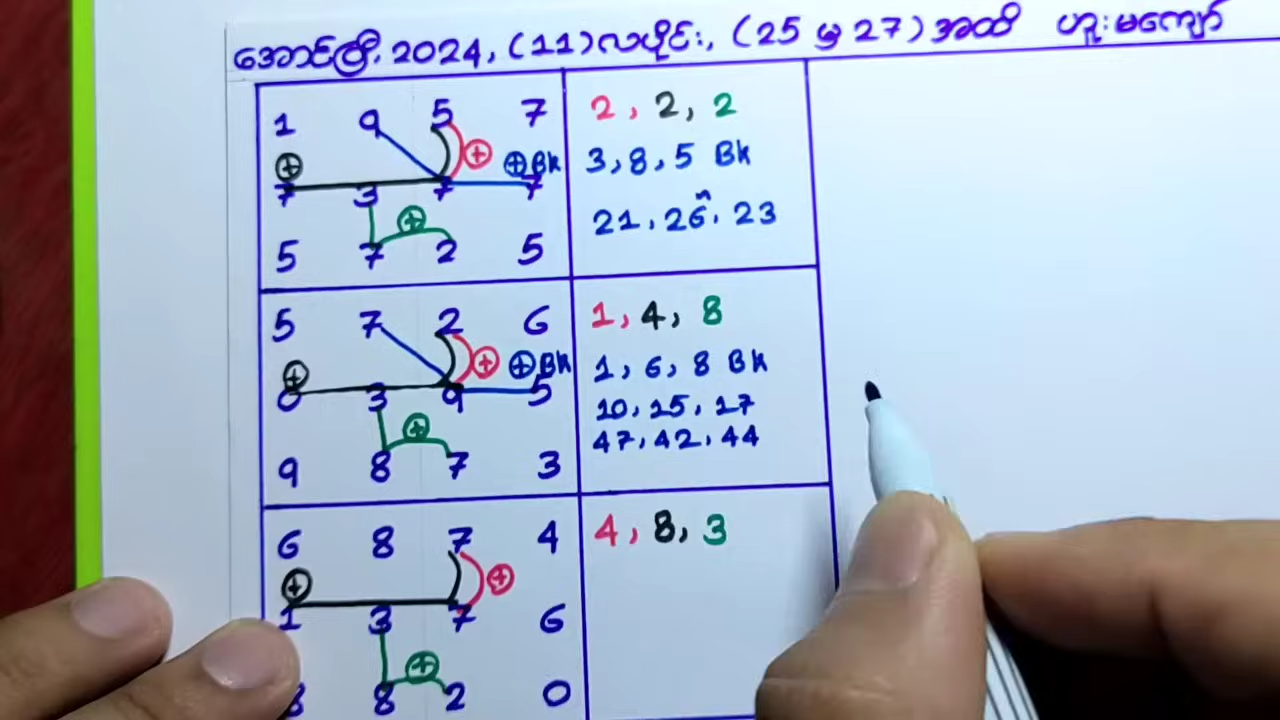 အောင်ဗြီ. 2024, (11)လပိုင်း, (25 မှ 27) အထိ ဟူးမကျော်
1 9 5 7
⊕ ⊕ ⊕Bk
7 3 7 7
⊕
5 7 2 5
2, 2, 2
3, 8, 5 Bk
21, 26, 23
5 7 2 6
⊕ ⊕ ⊕Bk
0 3 9 5
⊕
9 8 7 3
1, 4, 8
1, 6, 8 Bk
10, 15, 17
47, 42, 44
6 8 7 4
⊕ ⊕
1 3 7 6
⊕
8 8 2 0
4, 8, 3